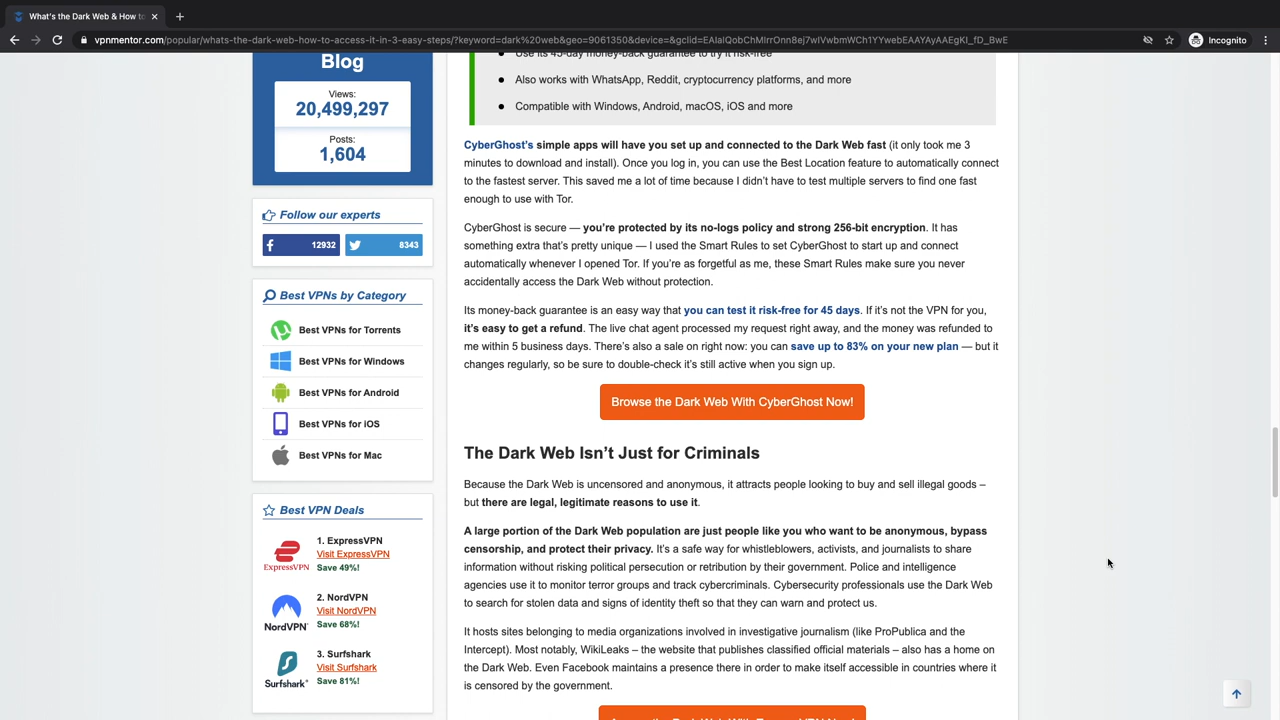 What's the Dark Web & How to
vpnmentor.com/popular/whats-the-dark-web-how-to-access-it-in-3-easy-steps/?keyword=dark%20web&geo=9061350&device=&gclid=EAIaIQobChMIrrOnn8ej7wIVwbmWCh1YYwebEAAYAyAAEgKI_fD_BwE
Incognito
Blog
Views:
20,499,297
Posts:
1,604
Follow our experts
12932
8343
Best VPNs by Category
Best VPNs for Torrents
Best VPNs for Windows
Best VPNs for Android
Best VPNs for iOS
Best VPNs for Mac
Best VPN Deals
ExpressVPN
1. ExpressVPN
Visit ExpressVPN
Save 49%!
NordVPN
2. NordVPN
Visit NordVPN
Save 68%!
Surfshark
3. Surfshark
Visit Surfshark
Save 81%!
Use its 45-day money-back guarantee to try it risk-free
Also works with WhatsApp, Reddit, cryptocurrency platforms, and more
Compatible with Windows, Android, macOS, iOS and more
CyberGhost's simple apps will have you set up and connected to the Dark Web fast (it only took me 3
minutes to download and install). Once you log in, you can use the Best Location feature to automatically connect
to the fastest server. This saved me a lot of time because I didn't have to test multiple servers to find one fast
enough to use with Tor.
CyberGhost is secure — you're protected by its no-logs policy and strong 256-bit encryption. It has
something extra that's pretty unique — I used the Smart Rules to set CyberGhost to start up and connect
automatically whenever I opened Tor. If you're as forgetful as me, these Smart Rules make sure you never
accidentally access the Dark Web without protection.
Its money-back guarantee is an easy way that you can test it risk-free for 45 days. If it's not the VPN for you,
it's easy to get a refund. The live chat agent processed my request right away, and the money was refunded to
me within 5 business days. There's also a sale on right now: you can save up to 83% on your new plan — but it
changes regularly, so be sure to double-check it's still active when you sign up.
Browse the Dark Web With CyberGhost Now!
The Dark Web Isn't Just for Criminals
Because the Dark Web is uncensored and anonymous, it attracts people looking to buy and sell illegal goods –
but there are legal, legitimate reasons to use it.
A large portion of the Dark Web population are just people like you who want to be anonymous, bypass
censorship, and protect their privacy. It's a safe way for whistleblowers, activists, and journalists to share
information without risking political persecution or retribution by their government. Police and intelligence
agencies use it to monitor terror groups and track cybercriminals. Cybersecurity professionals use the Dark Web
to search for stolen data and signs of identity theft so that they can warn and protect us.
It hosts sites belonging to media organizations involved in investigative journalism (like ProPublica and the
Intercept). Most notably, WikiLeaks – the website that publishes classified official materials – also has a home on
the Dark Web. Even Facebook maintains a presence there in order to make itself accessible in countries where it
is censored by the government.